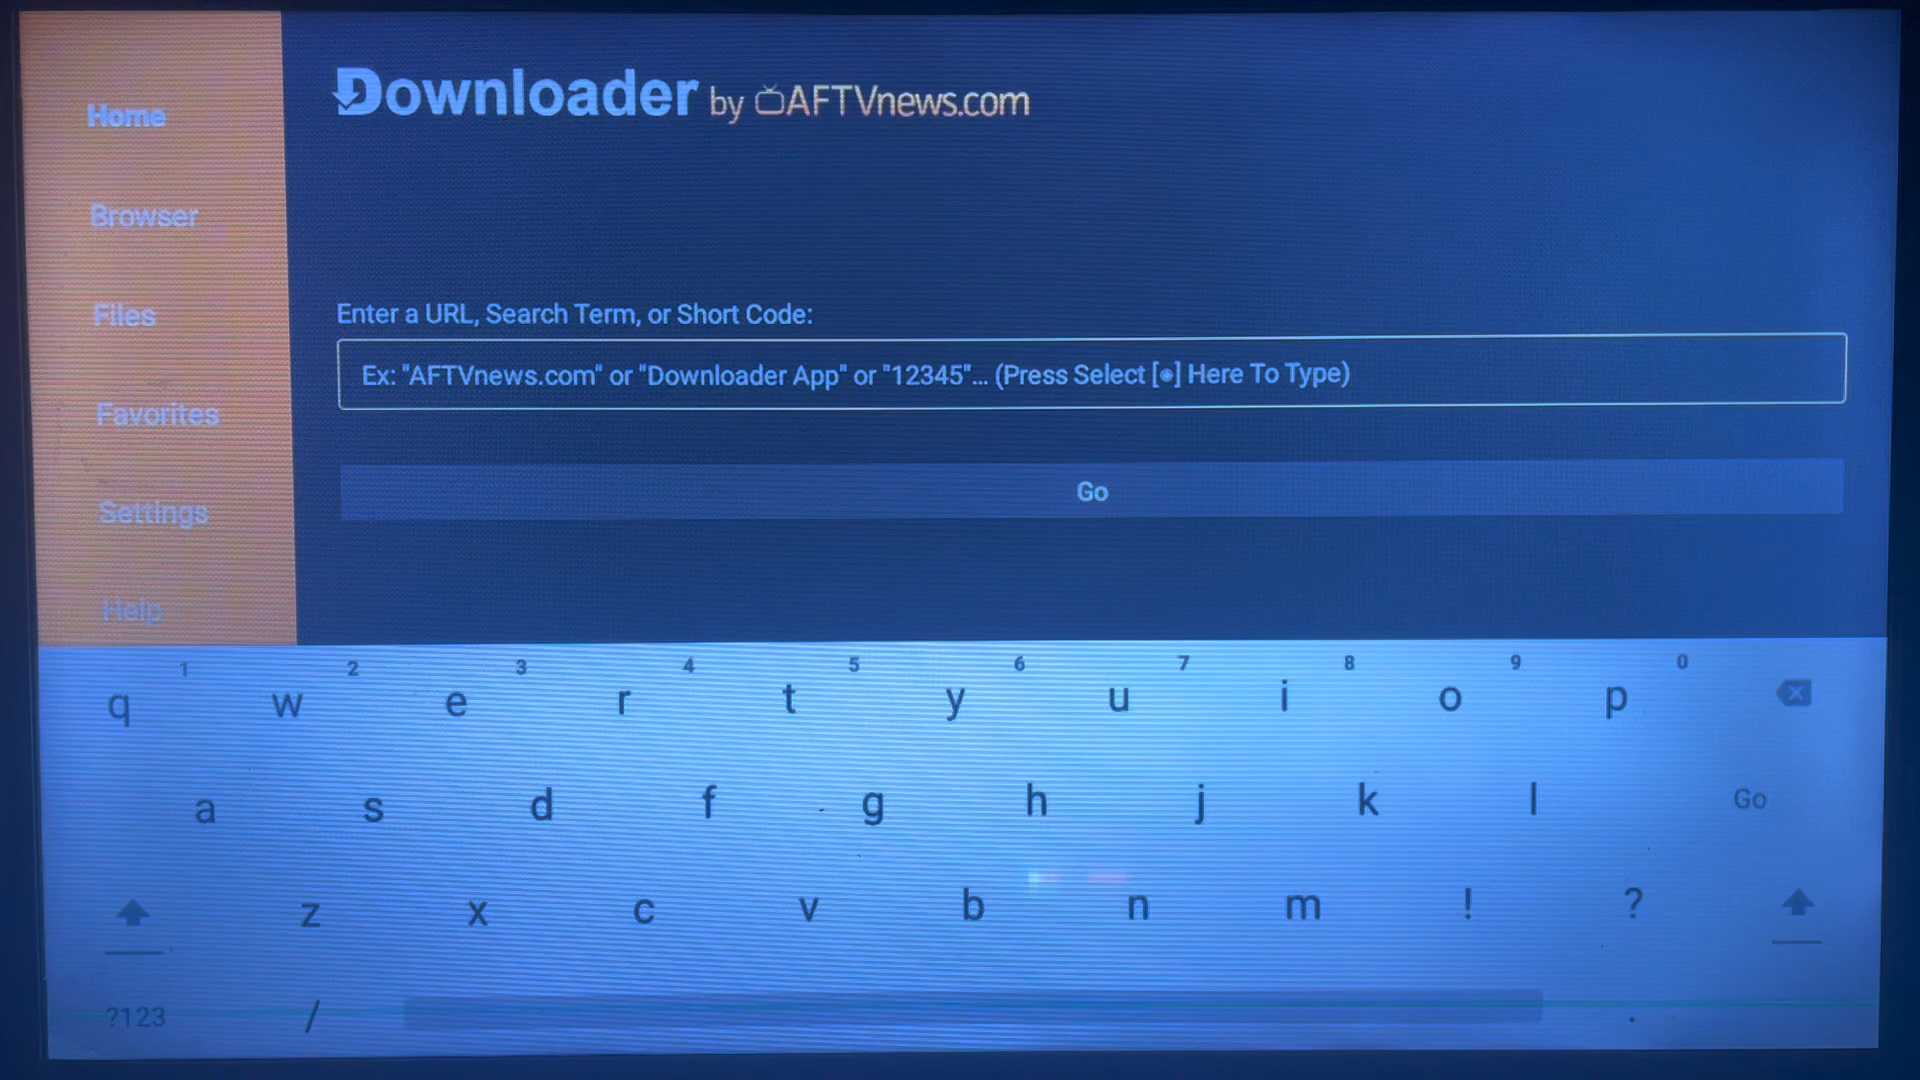 Downloader by AFTVnews.com
Home
Browser
Files
Favorites
Settings
Help
Enter a URL, Search Term, or Short Code:
Ex: "AFTVnews.com" or "Downloader App" or "12345"... (Press Select [◉] Here To Type)
Go
1 2 3 4 5 6 7 8 9 0
q w e r t y u i o p
a s d f g h j k l Go
z x c v b n m ! ?
?123 / .